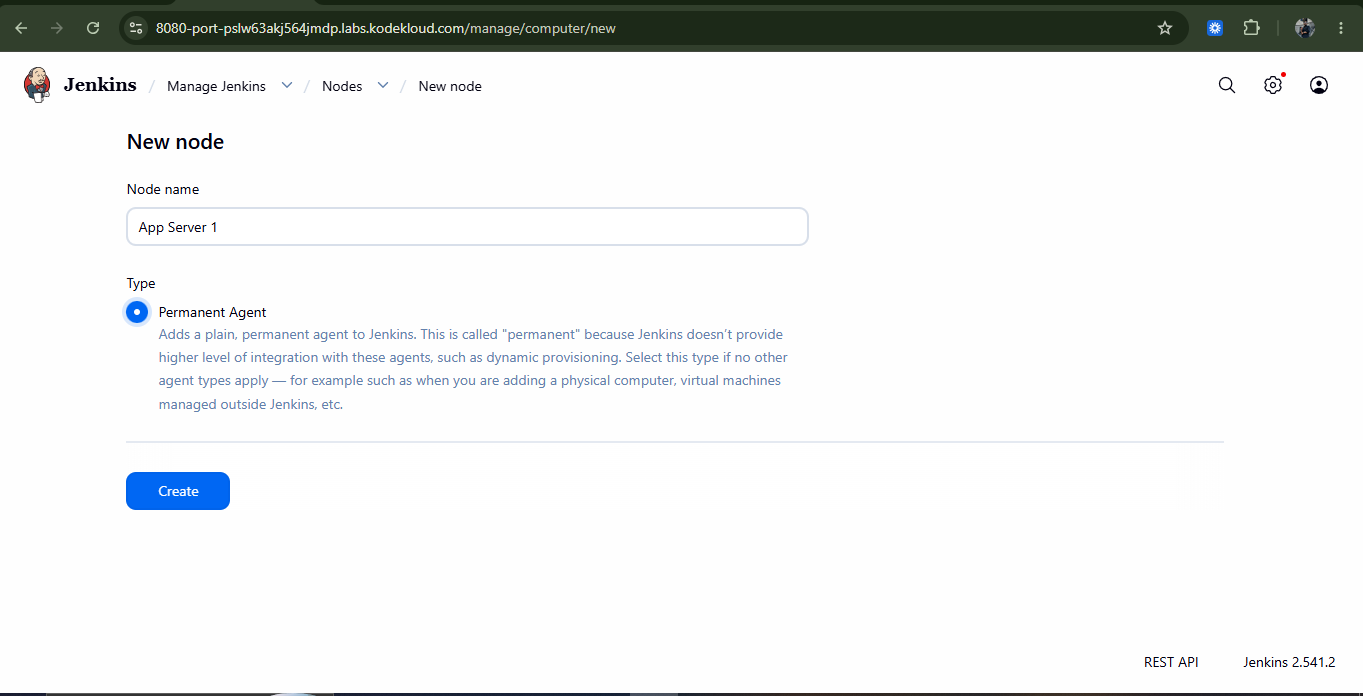 8080-port-pslw63akj564jmdp.labs.kodekloud.com/manage/computer/new
Jenkins / Manage Jenkins / Nodes / New node
New node
Node name
App Server 1
Type
Permanent Agent
Adds a plain, permanent agent to Jenkins. This is called "permanent" because Jenkins doesn't provide
higher level of integration with these agents, such as dynamic provisioning. Select this type if no other
agent types apply — for example such as when you are adding a physical computer, virtual machines
managed outside Jenkins, etc.
Create
REST API Jenkins 2.541.2